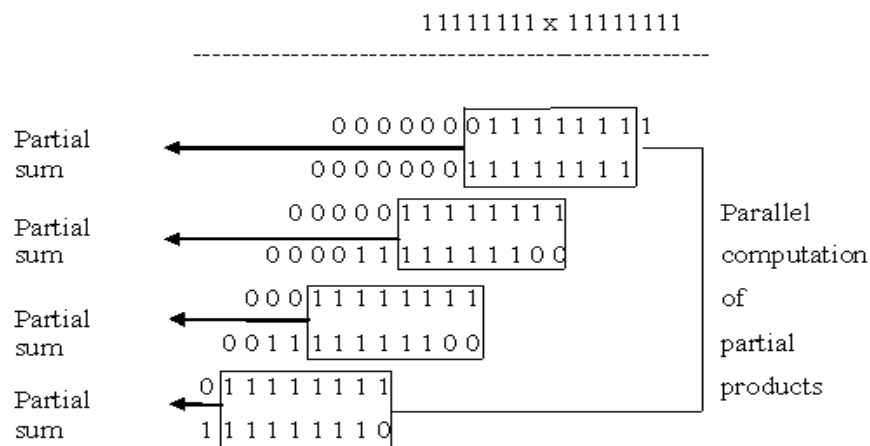 11111111 x 11111111
-----------------------------------------------------
Partial
sum
0 0 0 0 0 0 0 1 1 1 1 1 1 1 1
0 0 0 0 0 0 0 1 1 1 1 1 1 1 1
Partial
sum
0 0 0 0 0 1 1 1 1 1 1 1 1
0 0 0 0 1 1 1 1 1 1 1 1 0 0
Partial
sum
0 0 0 1 1 1 1 1 1 1 1
0 0 1 1 1 1 1 1 1 1 0 0
Partial
sum
0 1 1 1 1 1 1 1 1
1 1 1 1 1 1 1 1 0
Parallel
computation
of
partial
products